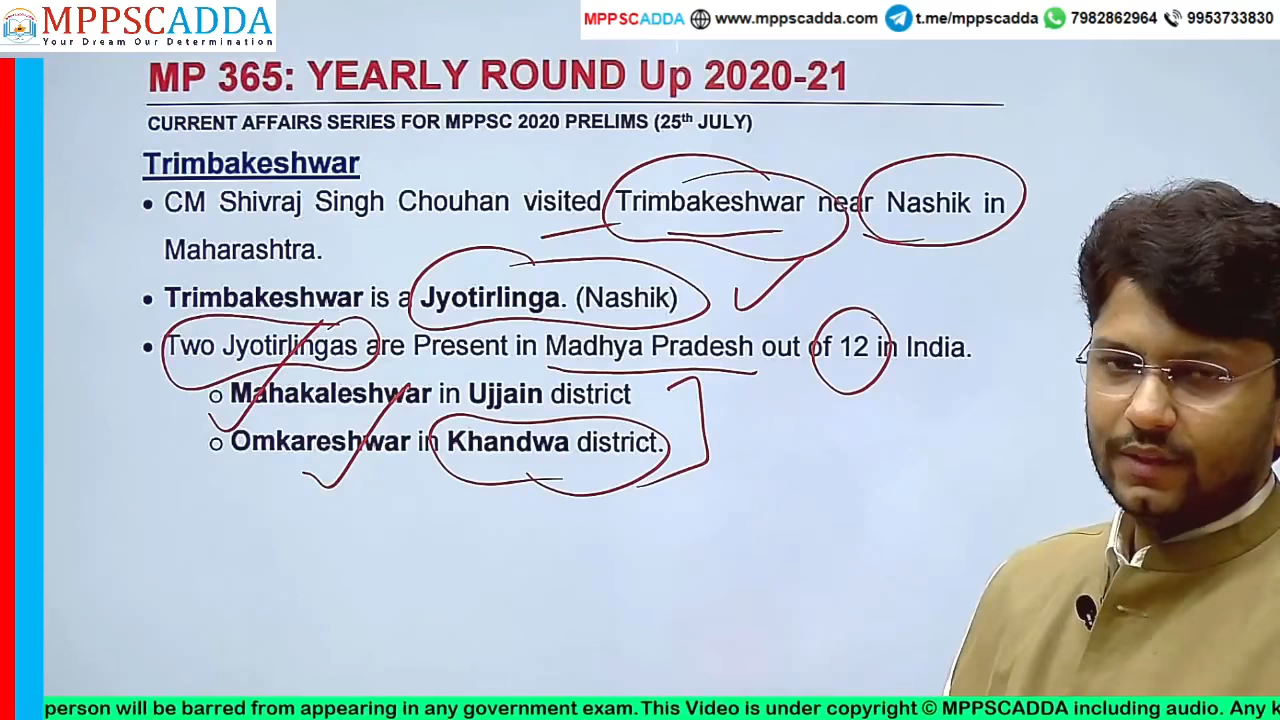 MPPSCADDA
Your Dream Our Determination
MPPSCADDA www.mppscadda.com t.me/mppscadda 7982862964 9953733830
MP 365: YEARLY ROUND Up 2020-21
CURRENT AFFAIRS SERIES FOR MPPSC 2020 PRELIMS (25th JULY)
Trimbakeshwar
• CM Shivraj Singh Chouhan visited Trimbakeshwar near Nashik in
Maharashtra.
• Trimbakeshwar is a Jyotirlinga. (Nashik)
• Two Jyotirlingas are Present in Madhya Pradesh out of 12 in India.
o Mahakaleshwar in Ujjain district
o Omkareshwar in Khandwa district.
person will be barred from appearing in any government exam. This Video is under copyright © MPPSCADDA including audio. Any